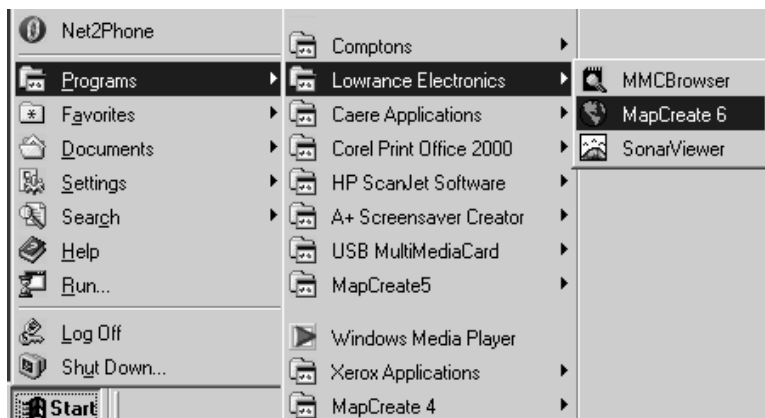 Net2Phone
Programs
Favorites
Documents
Settings
Search
Help
Run...
Log Off
Shut Down...
Start
Comptons
Lowrance Electronics
Caere Applications
Corel Print Office 2000
HP ScanJet Software
A+ Screensaver Creator
USB MultiMediaCard
MapCreate5
Windows Media Player
Xerox Applications
MapCreate 4
MMCBrowser
MapCreate 6
SonarViewer